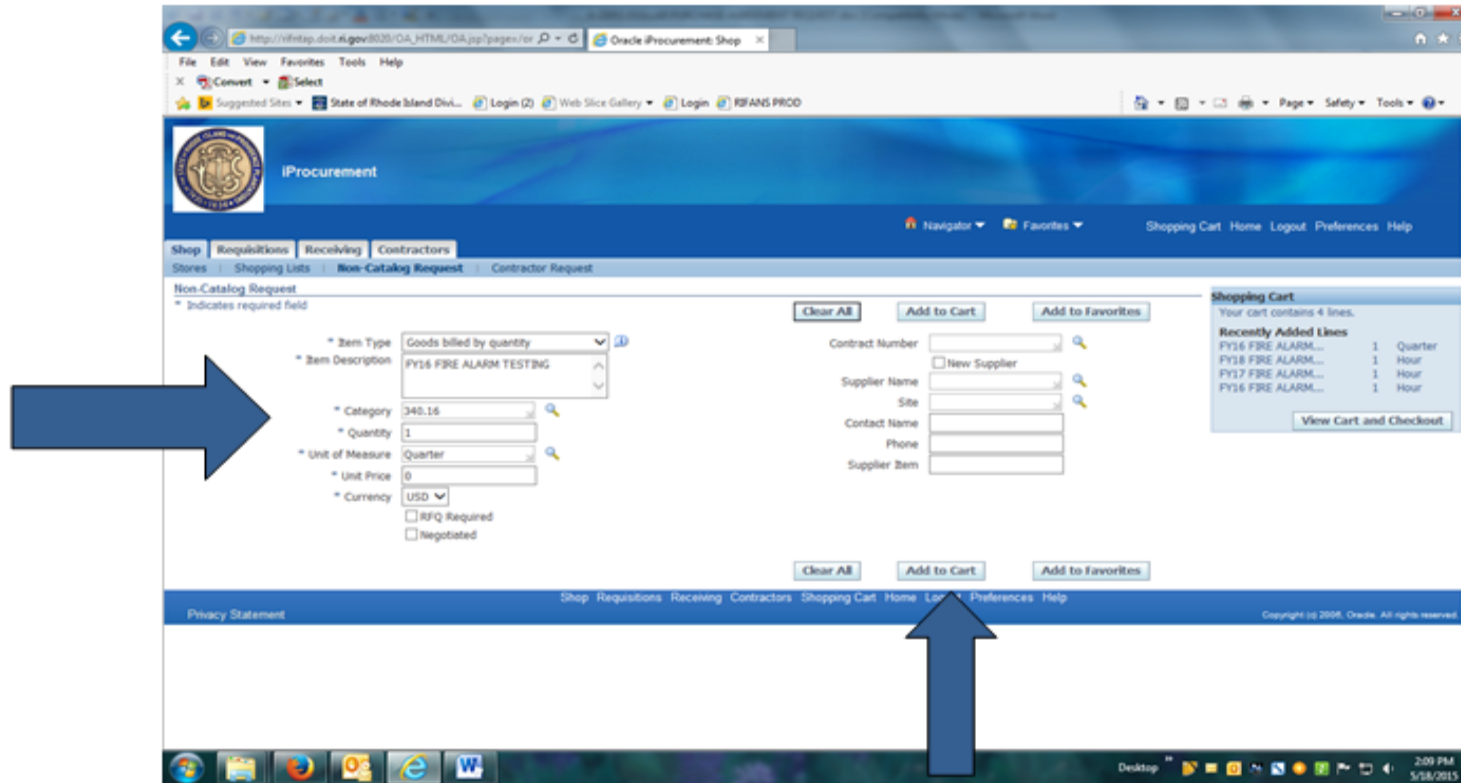 http://rifntap.doit.ri.gov:8020/OA_HTML/OA.jsp?page=/or
Oracle iProcurement: Shop
File Edit View Favorites Tools Help
Convert Select
Suggested Sites State of Rhode Island Divi... Login (2) Web Slice Gallery Login RIFANS PROD
Page Safety Tools
iProcurement
Navigator Favorites Shopping Cart Home Logout Preferences Help
Shop Requisitions Receiving Contractors
Stores | Shopping Lists | Non-Catalog Request | Contractor Request
Non-Catalog Request
* Indicates required field
Clear All Add to Cart Add to Favorites
* Item Type Goods billed by quantity
* Item Description FY16 FIRE ALARM TESTING
* Category 340.16
* Quantity 1
* Unit of Measure Quarter
* Unit Price 0
* Currency USD
RFQ Required
Negotiated
Contract Number
New Supplier
Supplier Name
Site
Contact Name
Phone
Supplier Item
Shopping Cart
Your cart contains 4 lines.
Recently Added Lines
FY16 FIRE ALARM... 1 Quarter
FY18 FIRE ALARM... 1 Hour
FY17 FIRE ALARM... 1 Hour
FY16 FIRE ALARM... 1 Hour
View Cart and Checkout
Clear All Add to Cart Add to Favorites
Shop Requisitions Receiving Contractors Shopping Cart Home Logout Preferences Help
Privacy Statement
Copyright (c) 2006, Oracle. All rights reserved.
Desktop
2:09 PM
5/18/2015